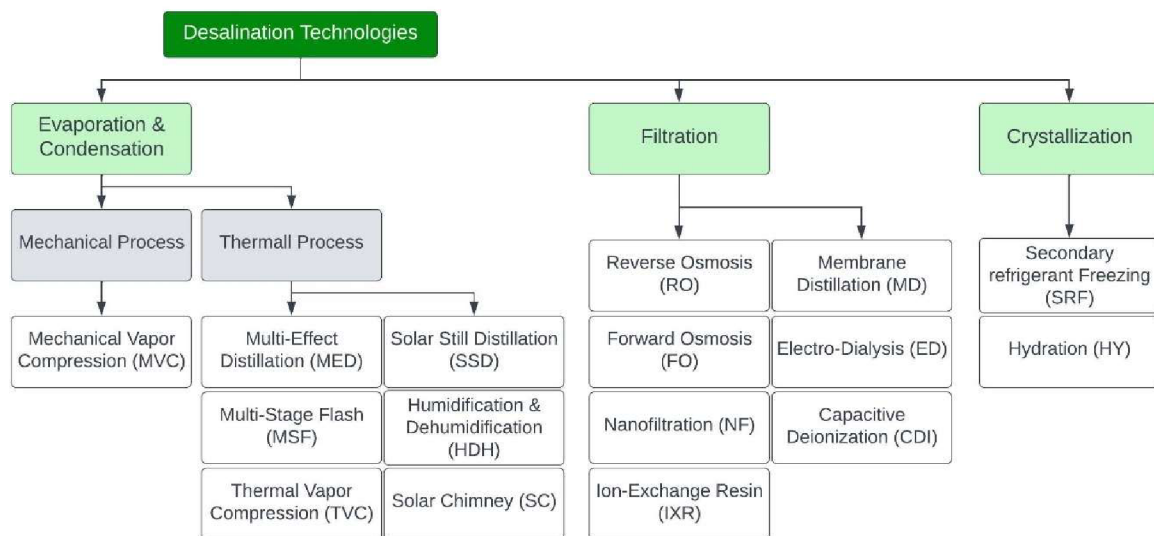 Desalination Technologies
Evaporation &
Condensation
Filtration
Crystallization
Mechanical Process
Thermall Process
Mechanical Vapor
Compression (MVC)
Multi-Effect
Distillation (MED)
Solar Still Distillation
(SSD)
Multi-Stage Flash
(MSF)
Humidification &
Dehumidification
(HDH)
Thermal Vapor
Compression (TVC)
Solar Chimney (SC)
Reverse Osmosis
(RO)
Membrane
Distillation (MD)
Forward Osmosis
(FO)
Electro-Dialysis (ED)
Nanofiltration (NF)
Capacitive
Deionization (CDI)
Ion-Exchange Resin
(IXR)
Secondary
refrigerant Freezing
(SRF)
Hydration (HY)